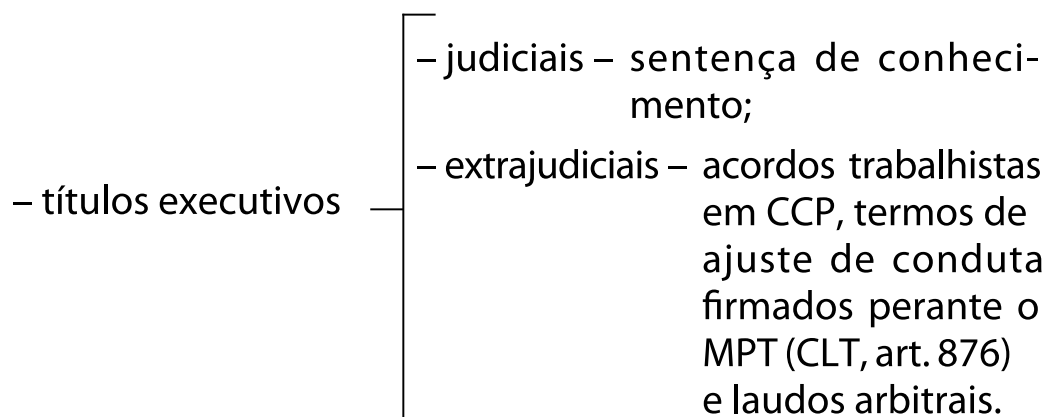 – títulos executivos
– judiciais – sentença de conheci-
mento;
– extrajudiciais – acordos trabalhistas
em CCP, termos de
ajuste de conduta
firmados perante o
MPT (CLT, art. 876)
e laudos arbitrais.